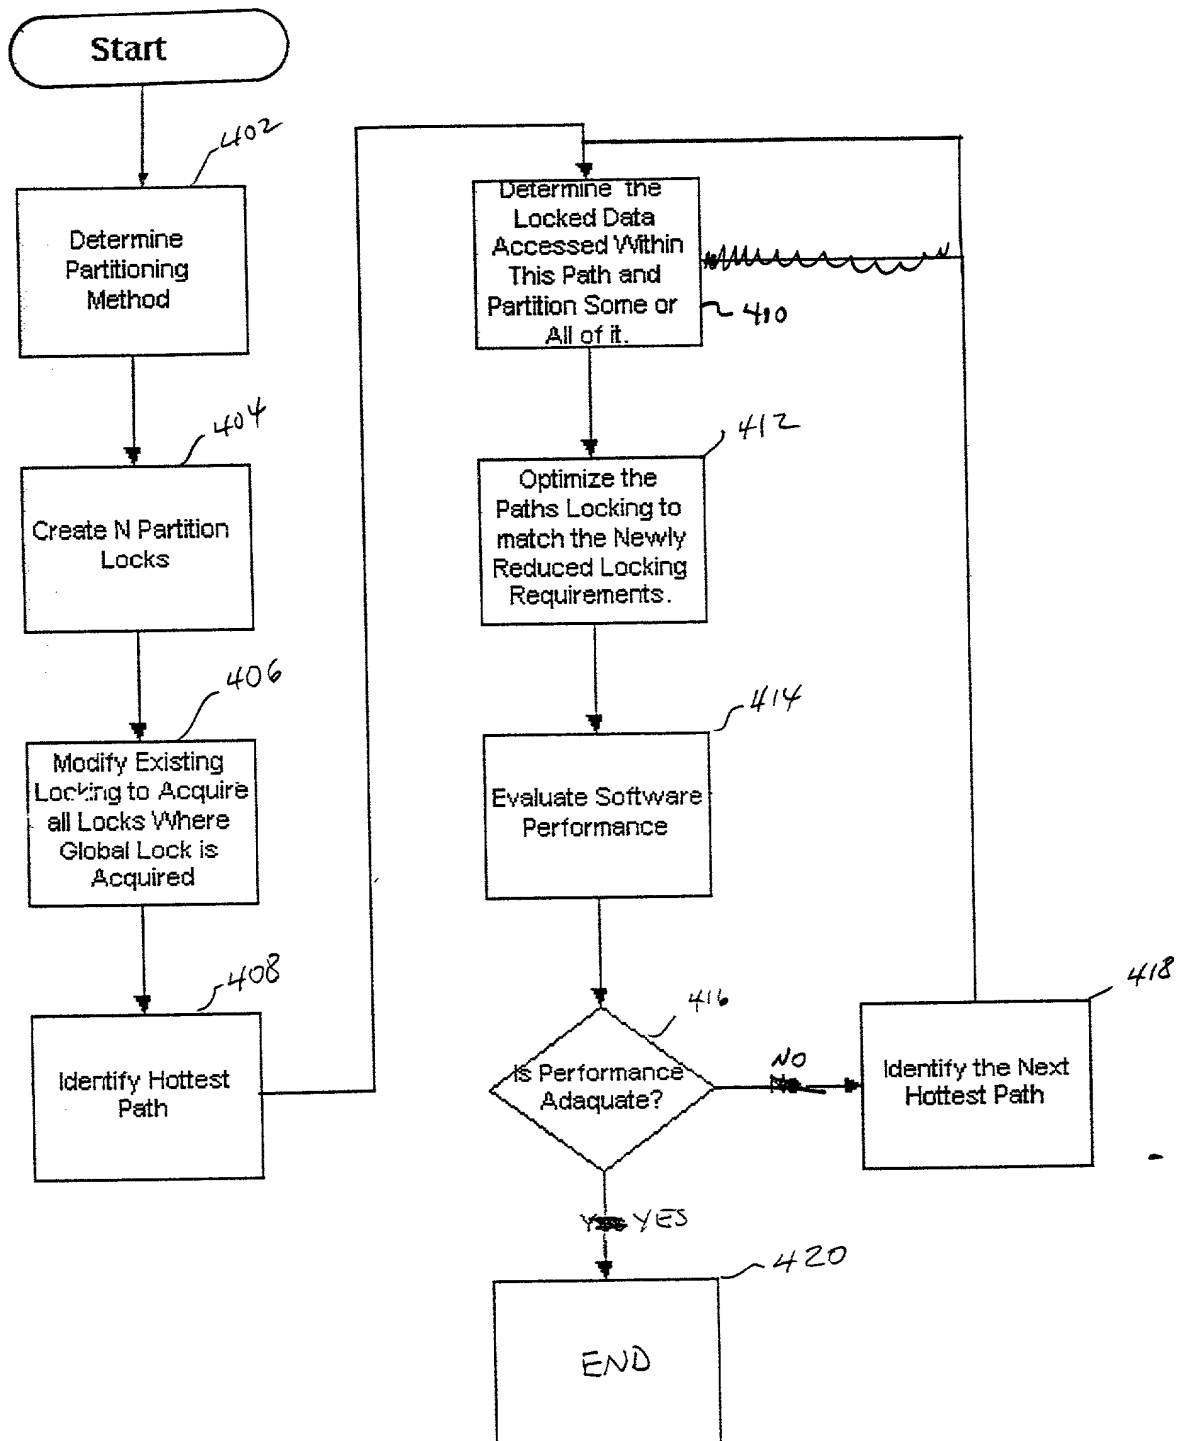 Start
402
Determine
Partitioning
Method
404
Create N Partition
Locks
406
Modify Existing
Locking to Acquire
all Locks Where
Global Lock is
Acquired
408
Identify Hottest
Path
Determine the
Locked Data
Accessed Within
This Path and
Partition Some or
All of it.
410
412
Optimize the
Paths Locking to
match the Newly
Reduced Locking
Requirements.
414
Evaluate Software
Performance
416
Is Performance
Adaquate?
NO
418
Identify the Next
Hottest Path
YES
420
END